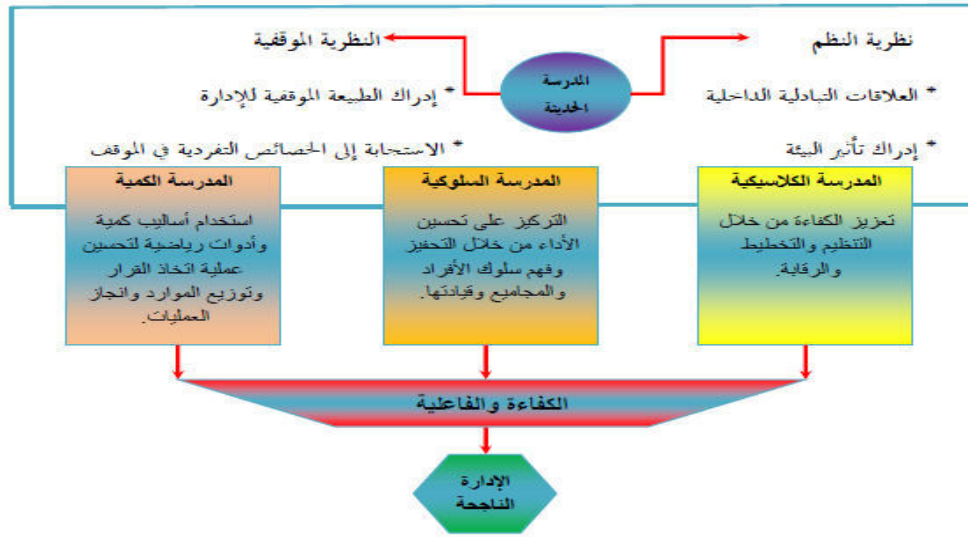 نظرية النظم
النظرية الموقفية
المدرسة
الحديثة
* العلاقات التبادلية الداخلية
* إدراك الطبيعة الموقفية للإدارة
* إدراك تأثير البيئة
* الاستجابة إلى الخصائص التفردية في الموقف
المدرسة الكلاسيكية
تعزيز الكفاءة من خلال
التنظيم والتخطيط
والرقابة.
المدرسة السلوكية
التركيز على تحسين
الأداء من خلال التحفيز
وفهم سلوك الأفراد
والمجاميع وقيادتها.
المدرسة الكمية
استخدام أساليب كمية
وأدوات رياضية لتحسين
عملية اتخاذ القرار
وتوزيع الموارد وانجاز
العمليات.
الكفاءة والفاعلية
الإدارة
الناجحة